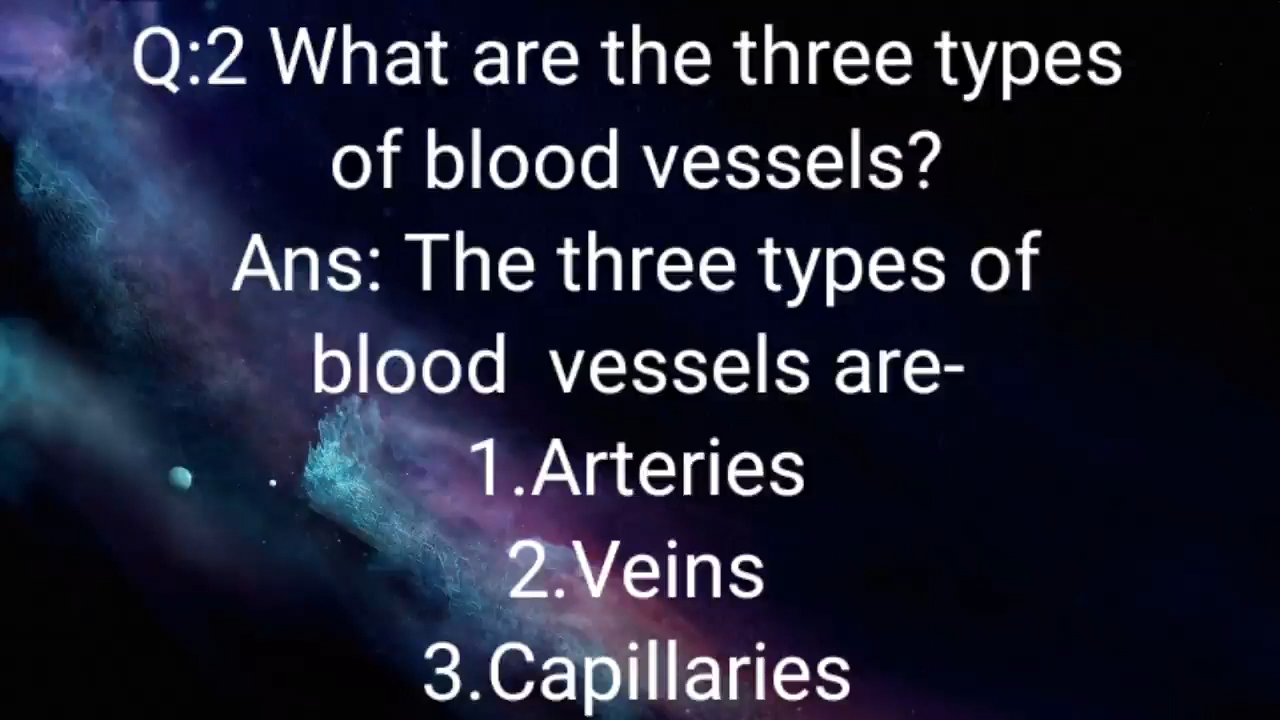 Q:2 What are the three types
of blood vessels?
Ans: The three types of
blood  vessels are-
1.Arteries
2.Veins
3.Capillaries